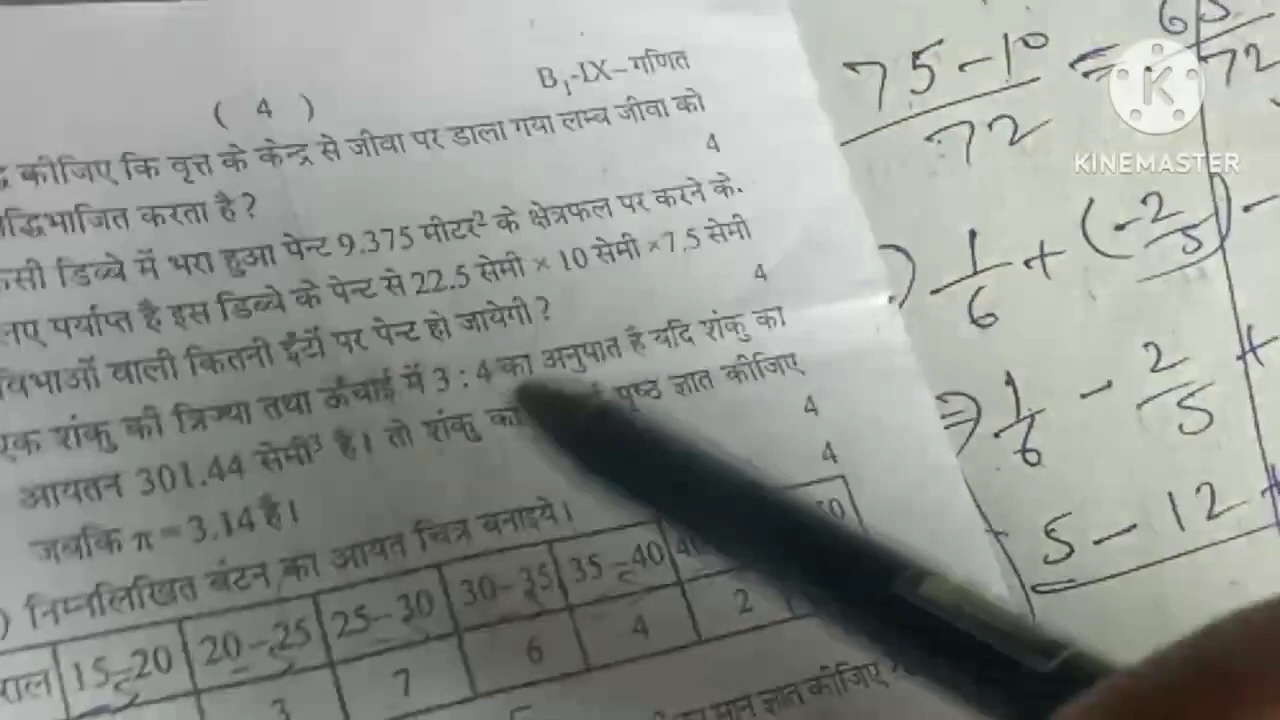 ( 4 ) B₁-IX-गणित
कीजिए कि वृत्त के केन्द्र से जीवा पर डाला गया लम्ब जीवा को
द्धिभाजित करता है ? 4
डिब्बे में भरा हुआ पेन्ट 9.375 मीटर² के क्षेत्रफल पर करने के
पर्याप्त है इस डिब्बे के पेन्ट से 22.5 सेमी × 10 सेमी × 7.5 सेमी
वाली कितनी ईंटों पर पेन्ट हो जायेगी ? 4
एक शंकु की त्रिज्या तथा ऊँचाई में 3 : 4 का अनुपात है यदि शंकु का
आयतन 301.44 सेमी³ है। तो शंकु का पृष्ठ ज्ञात कीजिए
जबकि π = 3.14 है। 4
) निम्नलिखित बंटन का आयत चित्र बनाइये। 4
राल 15-20 20-25 25-30 30-35 35-40
3 7 6 4 2
मान ज्ञात कीजिए
75-10 / 72 = 65 / 72
) 1/6 + (-2/5) -
⇒ 1/6 - 2/5 +
5 - 12 +
KINEMASTER